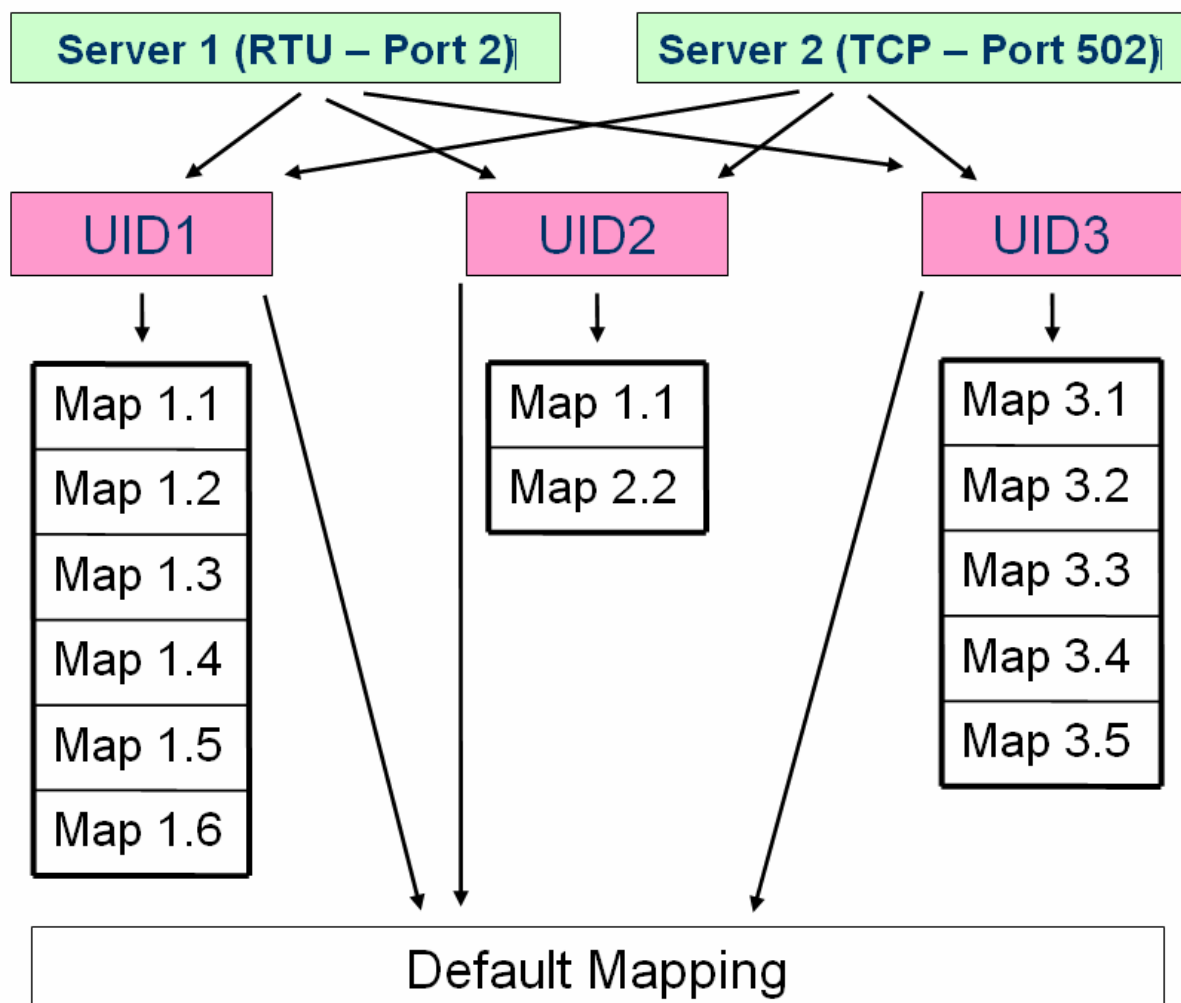 Server 1 (RTU – Port 2)
Server 2 (TCP – Port 502)
UID1
UID2
UID3
Map 1.1
Map 1.2
Map 1.3
Map 1.4
Map 1.5
Map 1.6
Map 1.1
Map 2.2
Map 3.1
Map 3.2
Map 3.3
Map 3.4
Map 3.5
Default Mapping